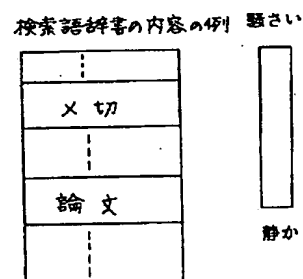 検索語辞書の内容の例
騒さい
〆切
論文
静か